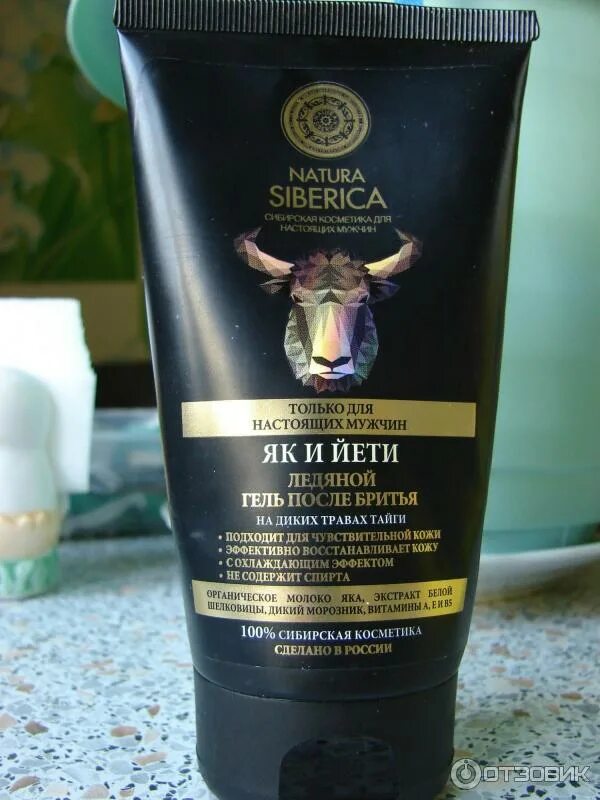 NATURA
SIBERICA
СИБИРСКАЯ КОСМЕТИКА ДЛЯ
НАСТОЯЩИХ МУЖЧИН
ТОЛЬКО ДЛЯ
НАСТОЯЩИХ МУЖЧИН
ЯК И ЙЕТИ
ЛЕДЯНОЙ
ГЕЛЬ ПОСЛЕ БРИТЬЯ
НА ДИКИХ ТРАВАХ ТАЙГИ
• ПОДХОДИТ ДЛЯ ЧУВСТВИТЕЛЬНОЙ КОЖИ
• ЭФФЕКТИВНО ВОССТАНАВЛИВАЕТ КОЖУ
• С ОХЛАЖДАЮЩИМ ЭФФЕКТОМ
• НЕ СОДЕРЖИТ СПИРТА
ОРГАНИЧЕСКОЕ МОЛОКО ЯКА, ЭКСТРАКТ БЕЛОЙ
ШЕЛКОВИЦЫ, ДИКИЙ МОРОЗНИК, ВИТАМИНЫ А, Е И В5
100% СИБИРСКАЯ КОСМЕТИКА
СДЕЛАНО В РОССИИ
ОТЗОВИК